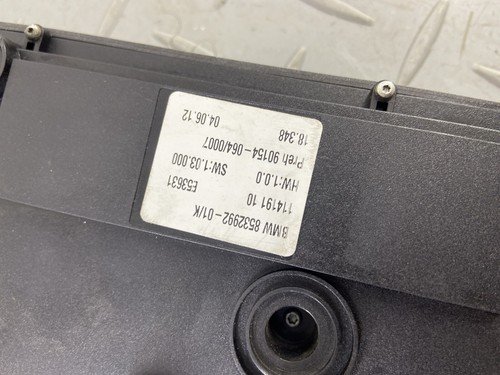 BMW 8532992-01/K
114191 10 E53631
HW:1.0.0 SW:1.03.000
Preh 90154-064/0007
18.348 04.06.12